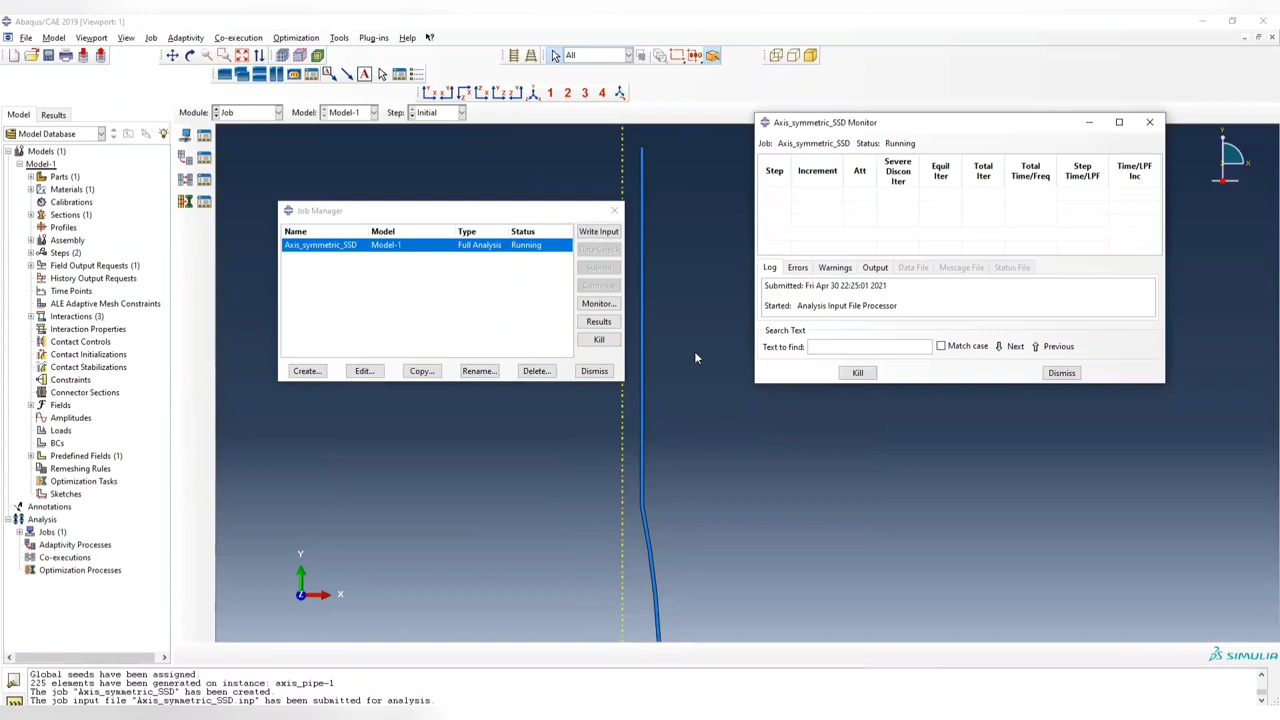 Abaqus/CAE 2019 [Viewport: 1]
File Model Viewport View Job Adaptivity Co-execution Optimization Tools Plug-ins Help
All
1 2 3 4
Model Results
Module: Job Model: Model-1 Step: Initial
Model Database
Models (1)
Model-1
Parts (1)
Materials (1)
Calibrations
Sections (1)
Profiles
Assembly
Steps (2)
Field Output Requests (1)
History Output Requests
Time Points
ALE Adaptive Mesh Constraints
Interactions (3)
Interaction Properties
Contact Controls
Contact Initializations
Contact Stabilizations
Constraints
Connector Sections
Fields
Amplitudes
Loads
BCs
Predefined Fields (1)
Remeshing Rules
Optimization Tasks
Sketches
Annotations
Analysis
Jobs (1)
Adaptivity Processes
Co-executions
Optimization Processes
Job Manager
Name Model Type Status
Axis_symmetric_SSD Model-1 Full Analysis Running
Write Input
Data Check
Submit
Continue
Monitor...
Results
Kill
Create... Edit... Copy... Rename... Delete... Dismiss
Axis_symmetric_SSD Monitor
Job: Axis_symmetric_SSD Status: Running
Step Increment Att Severe Discon Iter Equil Iter Total Iter Total Time/Freq Step Time/LPF Time/LPF Inc
Log Errors Warnings Output Data File Message File Status File
Submitted: Fri Apr 30 22:25:01 2021
Started: Analysis Input File Processor
Search Text
Text to find: Match case Next Previous
Kill Dismiss
Y
X
Y
X
Z
SIMULIA
Global seeds have been assigned.
225 elements have been generated on instance: axis_pipe-1
The job "Axis_symmetric_SSD" has been created.
The job input file "Axis_symmetric_SSD.inp" has been submitted for analysis.